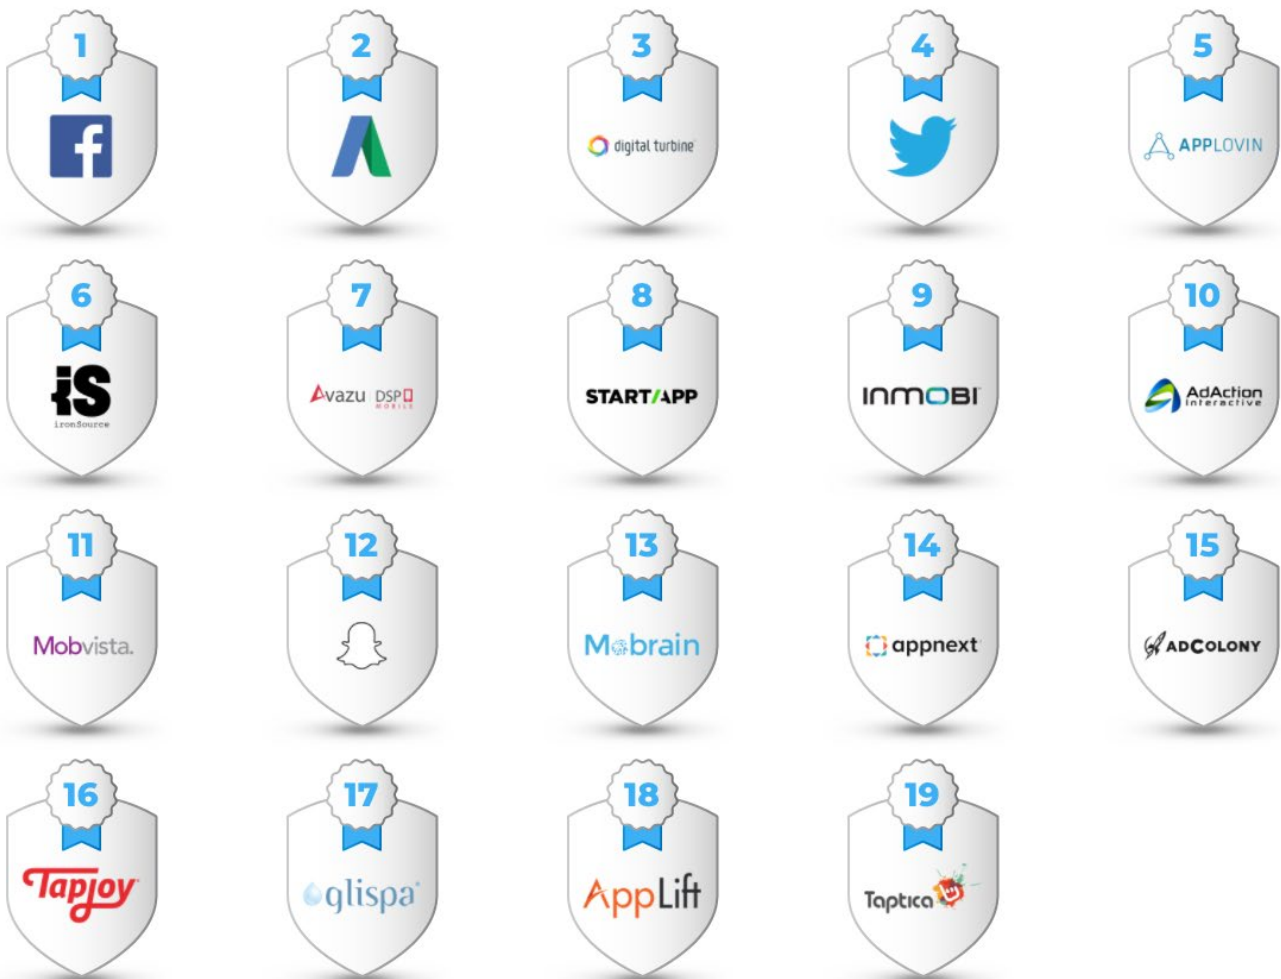 1
2
3
4
5
f
digital turbine
APPLOVIN
6
7
8
9
10
iS
ironSource
Avazu DSP
MOBILE
START/APP
INMOBI
AdAction
Interactive
11
12
13
14
15
Mobvista.
Mobrain
appnext
ADCOLONY
16
17
18
19
Tapjoy
glispa
AppLift
Taptica